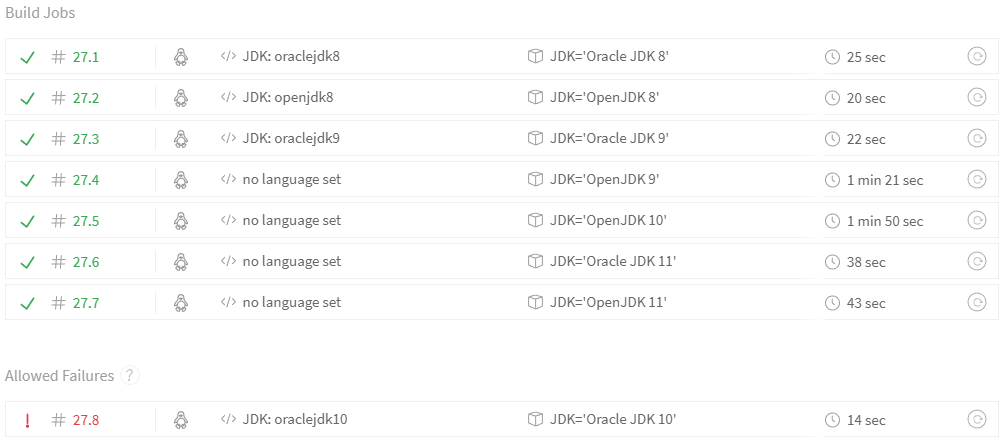 Build Jobs
# 27.1 </> JDK: oraclejdk8 JDK='Oracle JDK 8' 25 sec
# 27.2 </> JDK: openjdk8 JDK='OpenJDK 8' 20 sec
# 27.3 </> JDK: oraclejdk9 JDK='Oracle JDK 9' 22 sec
# 27.4 </> no language set JDK='OpenJDK 9' 1 min 21 sec
# 27.5 </> no language set JDK='OpenJDK 10' 1 min 50 sec
# 27.6 </> no language set JDK='Oracle JDK 11' 38 sec
# 27.7 </> no language set JDK='OpenJDK 11' 43 sec
Allowed Failures ?
! # 27.8 </> JDK: oraclejdk10 JDK='Oracle JDK 10' 14 sec